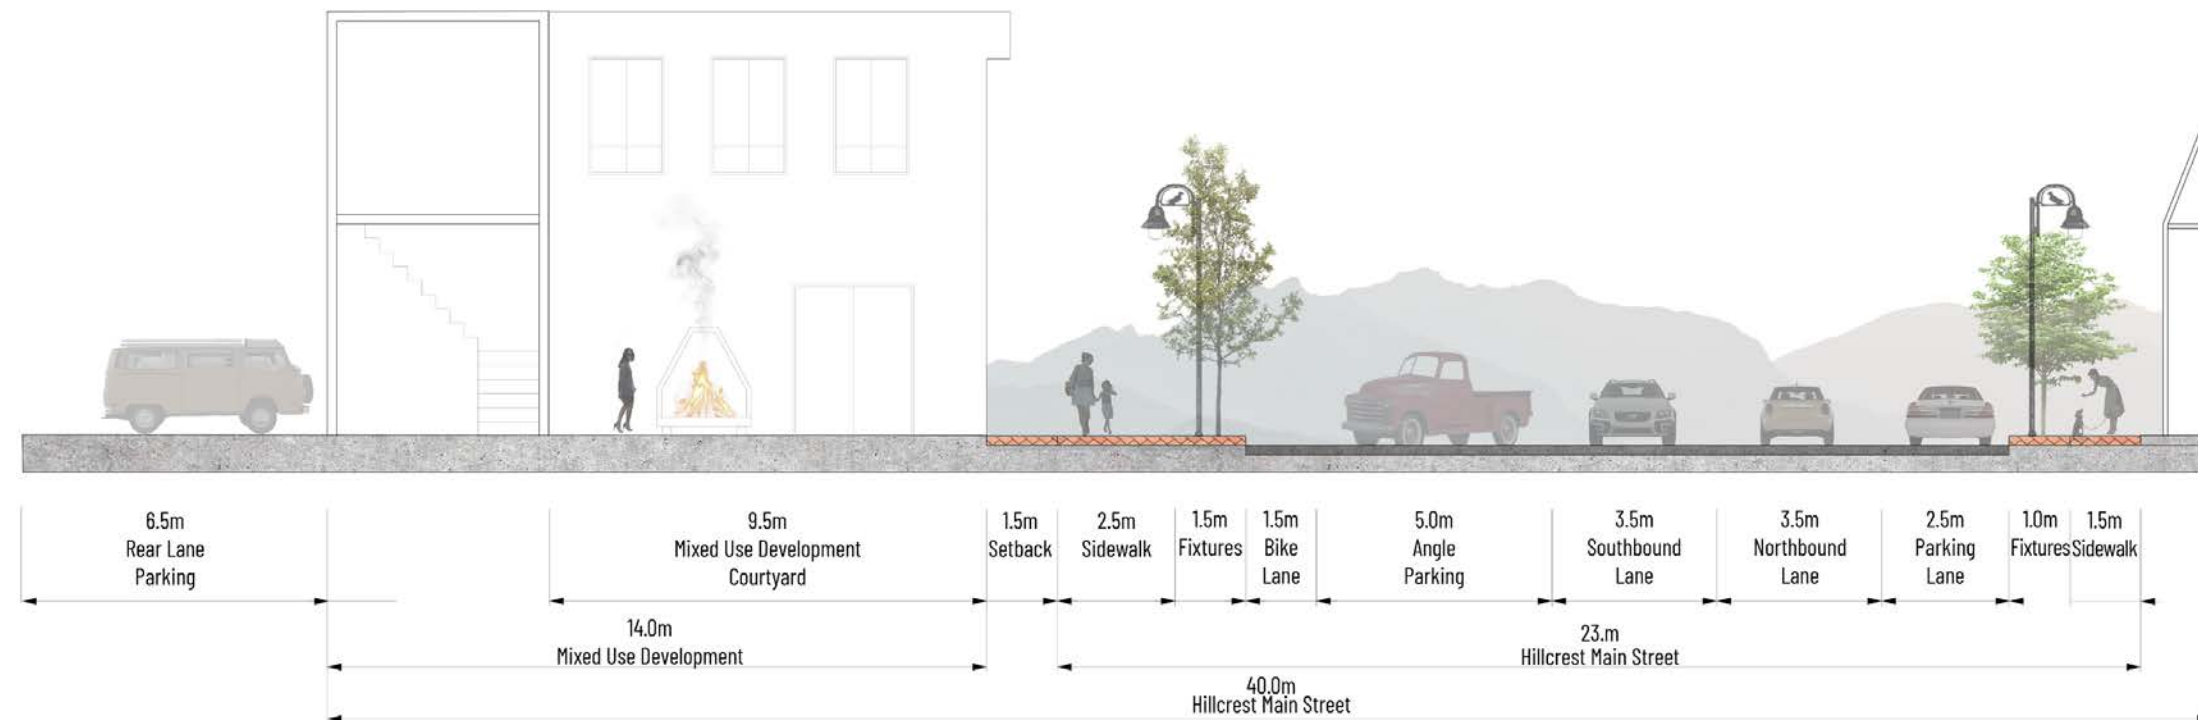 6.5m
Rear Lane
Parking
9.5m
Mixed Use Development
Courtyard
1.5m
Setback
2.5m
Sidewalk
1.5m
Fixtures
1.5m
Bike
Lane
5.0m
Angle
Parking
3.5m
Southbound
Lane
3.5m
Northbound
Lane
2.5m
Parking
Lane
1.0m
Fixtures
1.5m
Sidewalk
14.0m
Mixed Use Development
23.m
Hillcrest Main Street
40.0m
Hillcrest Main Street